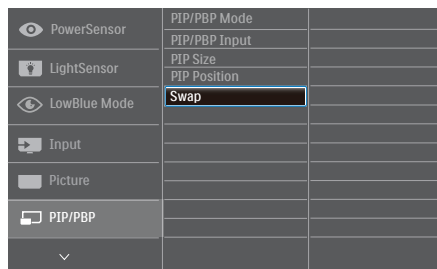 PowerSensor
LightSensor
LowBlue Mode
Input
Picture
PIP/PBP
PIP/PBP Mode
PIP/PBP Input
PIP Size
PIP Position
Swap